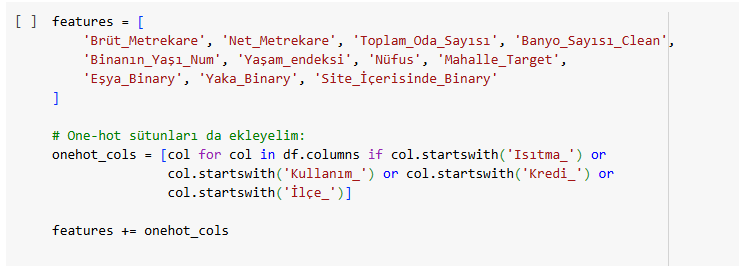 [ ] features = [
'Brüt_Metrekare', 'Net_Metrekare', 'Toplam_Oda_Sayısı', 'Banyo_Sayısı_Clean',
'Binanın_Yaşı_Num', 'Yaşam_endeksi', 'Nüfus', 'Mahalle_Target',
'Eşya_Binary', 'Yaka_Binary', 'Site_İçerisinde_Binary'
]
# One-hot sütunları da ekleyelim:
onehot_cols = [col for col in df.columns if col.startswith('Isıtma_') or
col.startswith('Kullanım_') or col.startswith('Kredi_') or
col.startswith('İlçe_')]
features += onehot_cols